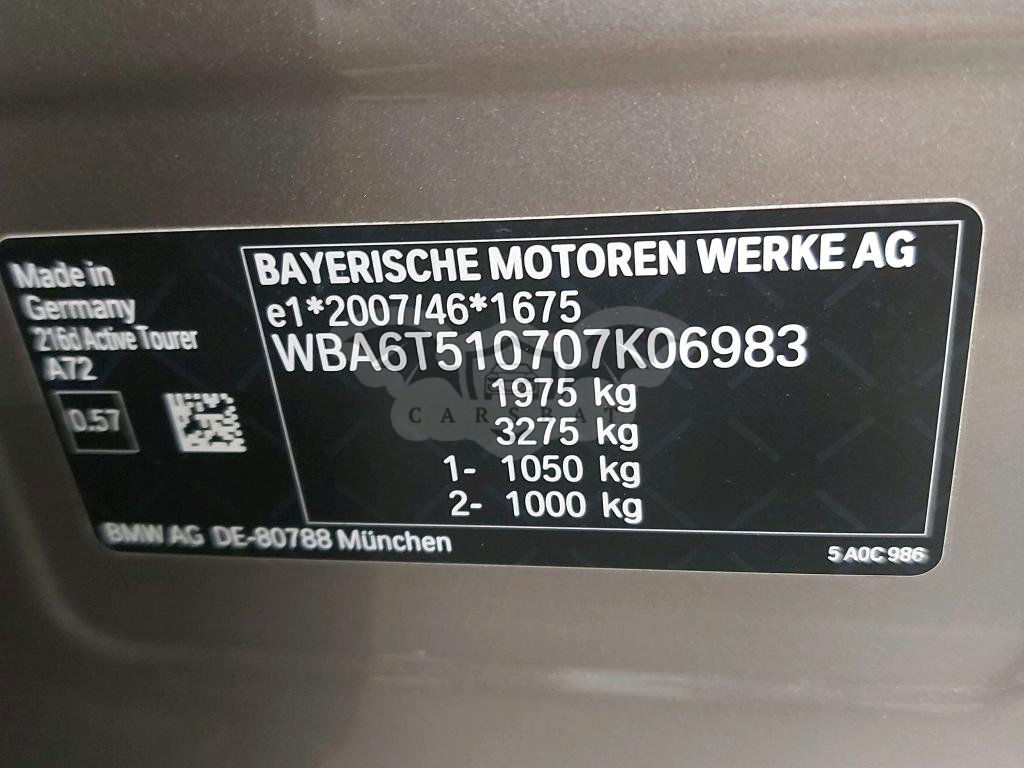 Made in
Germany
216d Active Tourer
A72
0.57
BAYERISCHE MOTOREN WERKE AG
e1*2007/46*1675
WBA6T510707K06983
1975 kg
3275 kg
1- 1050 kg
2- 1000 kg
CARSBAT
BMW AG DE-80788 München
5 A0C 986